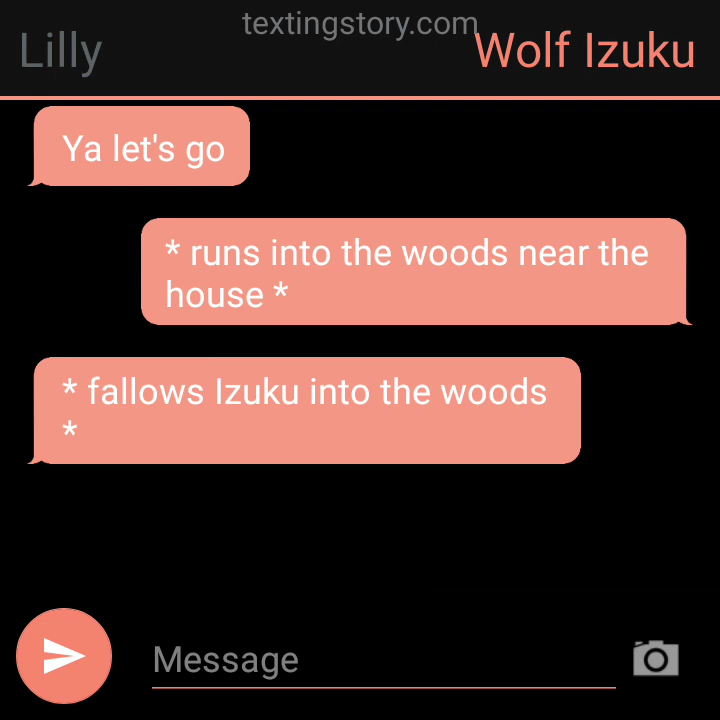 textingstory.com
Lilly
Wolf Izuku
Ya let's go
* runs into the woods near the
house *
* fallows Izuku into the woods
*
Message